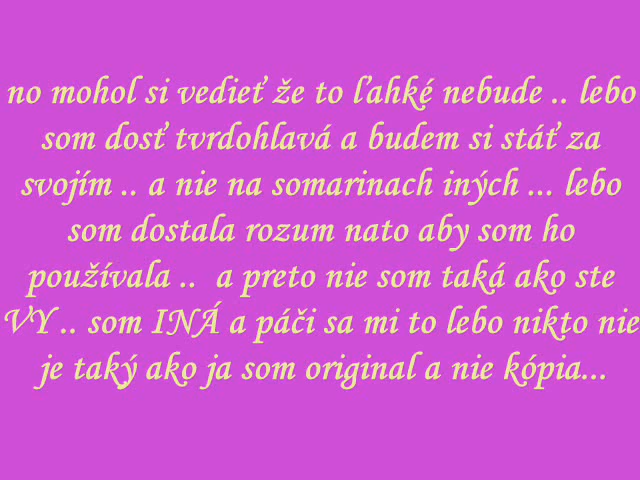 no mohol si vedieť že to ľahké nebude .. lebo
som dosť tvrdohlavá a budem si stáť za
svojím .. a nie na somarinach iných ... lebo
som dostala rozum nato aby som ho
používala .. a preto nie som taká ako ste
VY .. som INÁ a páči sa mi to lebo nikto nie
je taký ako ja som original a nie kópia...